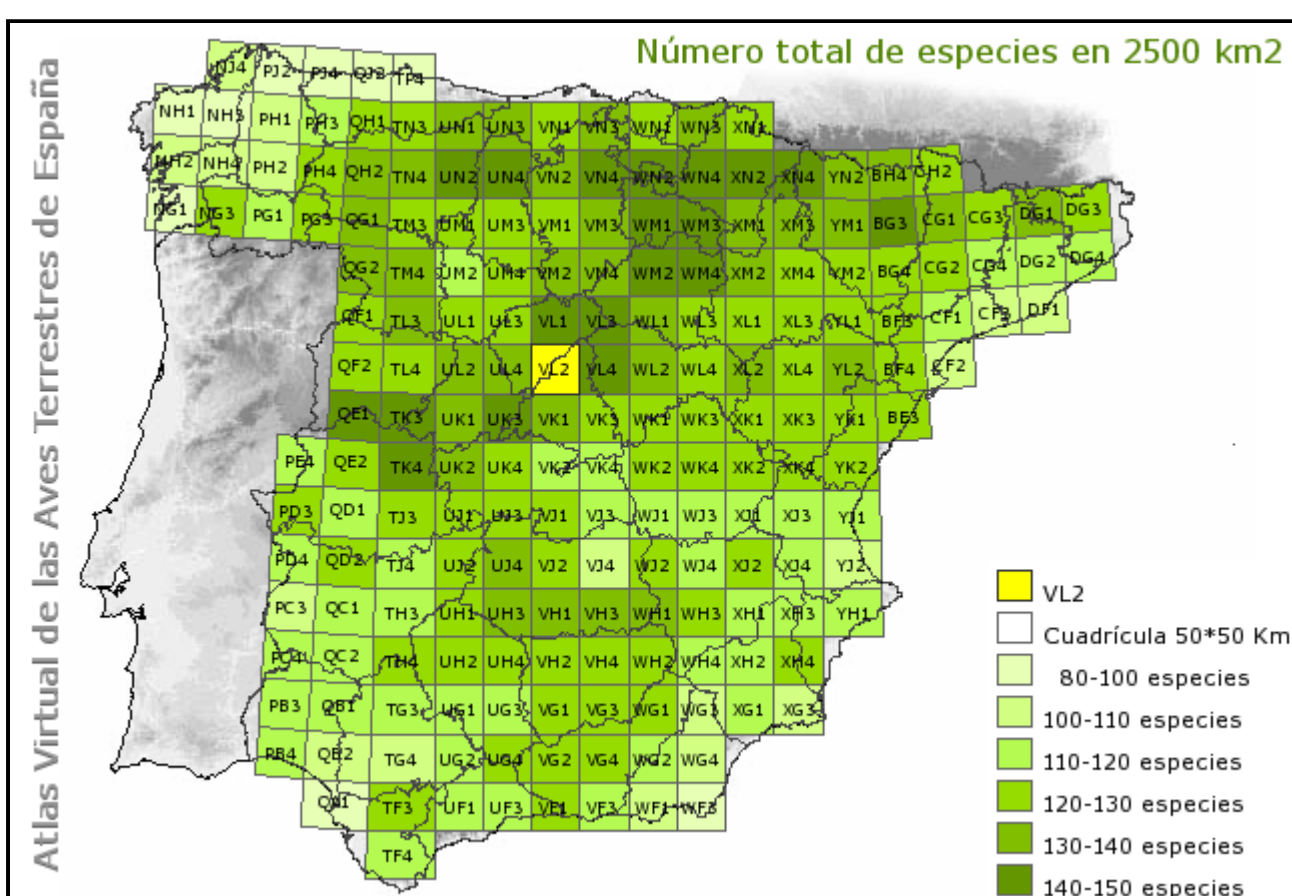 Número total de especies en 2500 km2
Atlas Virtual de las Aves Terrestres de España
NJ4 PJ2 PJ4 QJ2 TP4
NH1 NH3 PH1 PH3 QH1 TN3 UN1 UN3 VN1 VN3 WN1 WN3 XN1
NH2 NH4 PH2 PH4 QH2 TN4 UN2 UN4 VN2 VN4 WN2 WN4 XN2 XN4 YN2 BH4 CH2
NG1 NG3 PG1 PG3 QG1 TM3 UM1 UM3 VM1 VM3 WM1 WM3 XM1 XM3 YM1 BG3 CG1 CG3 DG1 DG3
QG2 TM4 UM2 UM4 VM2 VM4 WM2 WM4 XM2 XM4 YM2 BG4 CG2 CG4 DG2 DG4
QF1 TL3 UL1 UL3 VL1 VL3 WL1 WL3 XL1 XL3 YL1 BF3 CF1 CF3 DF1
QF2 TL4 UL2 UL4 VL2 VL4 WL2 WL4 XL2 XL4 YL2 BF4 CF2
QE1 TK3 UK1 UK3 VK1 VK3 WK1 WK3 XK1 XK3 YK1 BE3
PE4 QE2 TK4 UK2 UK4 VK2 VK4 WK2 WK4 XK2 XK4 YK2
PD3 QD1 TJ3 UJ1 UJ3 VJ1 VJ3 WJ1 WJ3 XJ1 XJ3 YJ1
PD4 QD2 TJ4 UJ2 UJ4 VJ2 VJ4 WJ2 WJ4 XJ2 XJ4 YJ2
PC3 QC1 TH3 UH1 UH3 VH1 VH3 WH1 WH3 XH1 XH3 YH1
PC4 QC2 TH4 UH2 UH4 VH2 VH4 WH2 WH4 XH2 XH4
PB3 QB1 TG3 UG1 UG3 VG1 VG3 WG1 WG3 XG1 XG3
PB4 QB2 TG4 UG2 UG4 VG2 VG4 WG2 WG4
TF3 UF1 UF3 VF1 VF3 WF1 WF3
TF4
VL2
Cuadrícula 50*50 Km
80-100 especies
100-110 especies
110-120 especies
120-130 especies
130-140 especies
140-150 especies